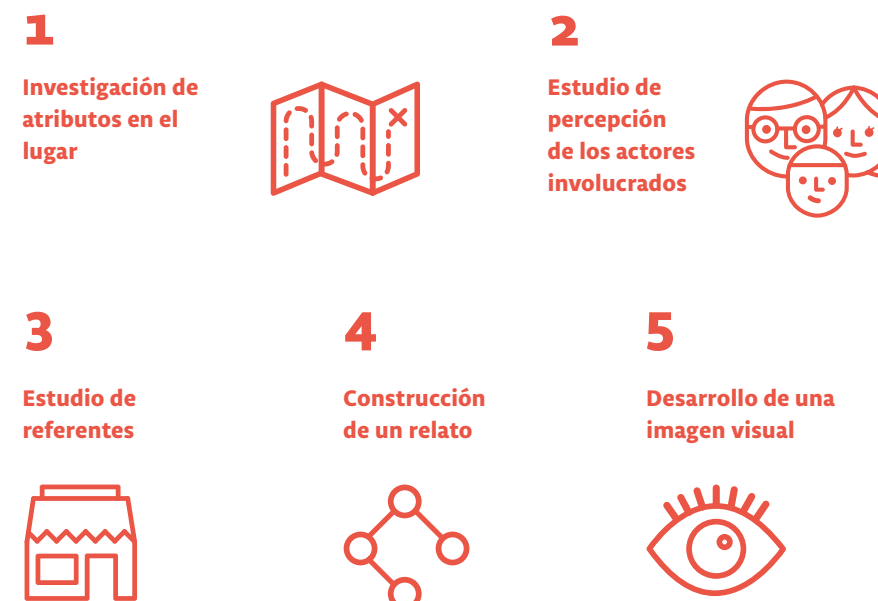 1
Investigación de
atributos en el
lugar
2
Estudio de
percepción
de los actores
involucrados
3
Estudio de
referentes
4
Construcción
de un relato
5
Desarrollo de una
imagen visual